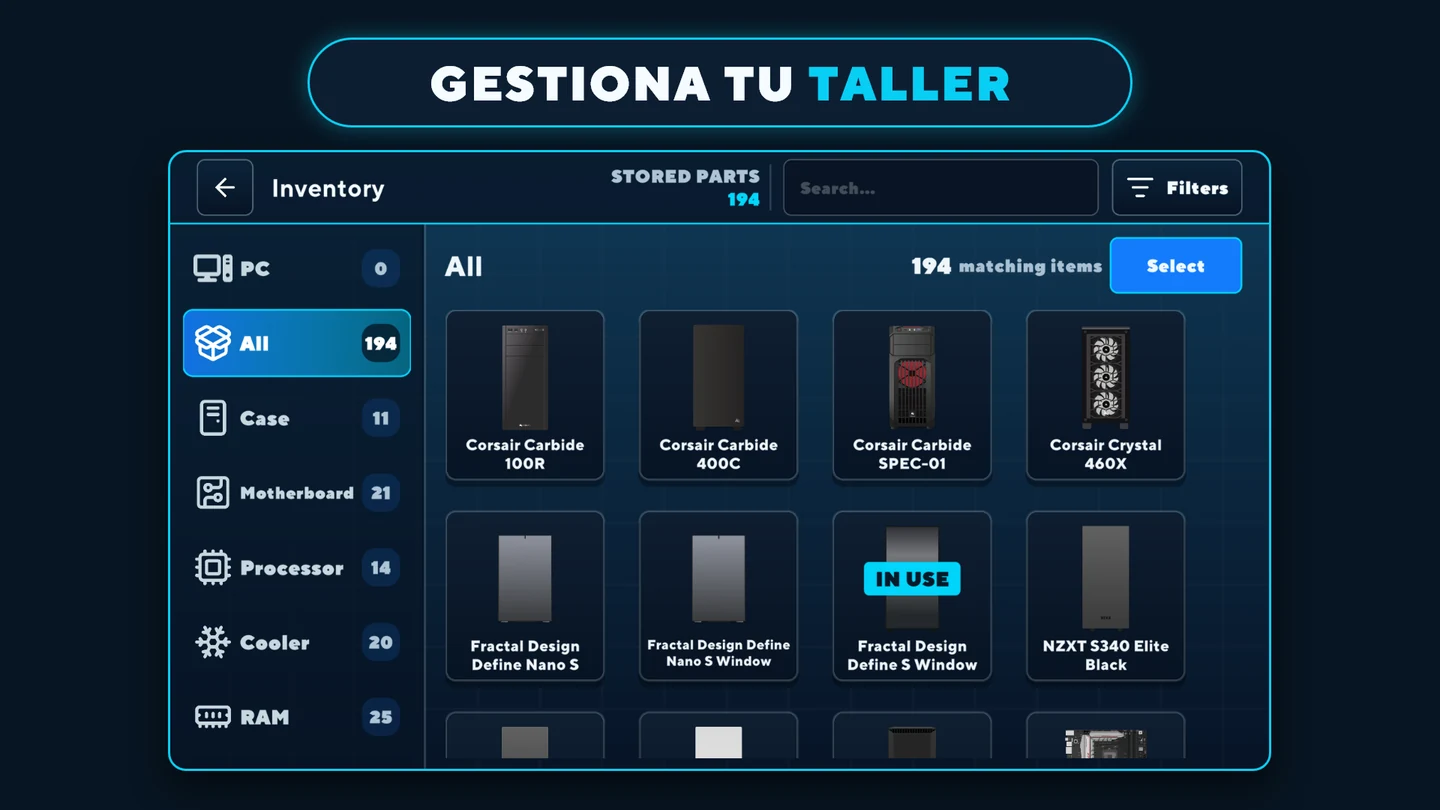 GESTIONA TU TALLER
Inventory
STORED PARTS
194
Search...
Filters
PC
0
All
194
Case
11
Motherboard
21
Processor
14
Cooler
20
RAM
25
All
194 matching items
Select
Corsair Carbide
100R
Corsair Carbide
400C
Corsair Carbide
SPEC-01
Corsair Crystal
460X
Fractal Design
Define Nano S
Fractal Design Define
Nano S Window
IN USE
Fractal Design
Define S Window
NZXT S340 Elite
Black